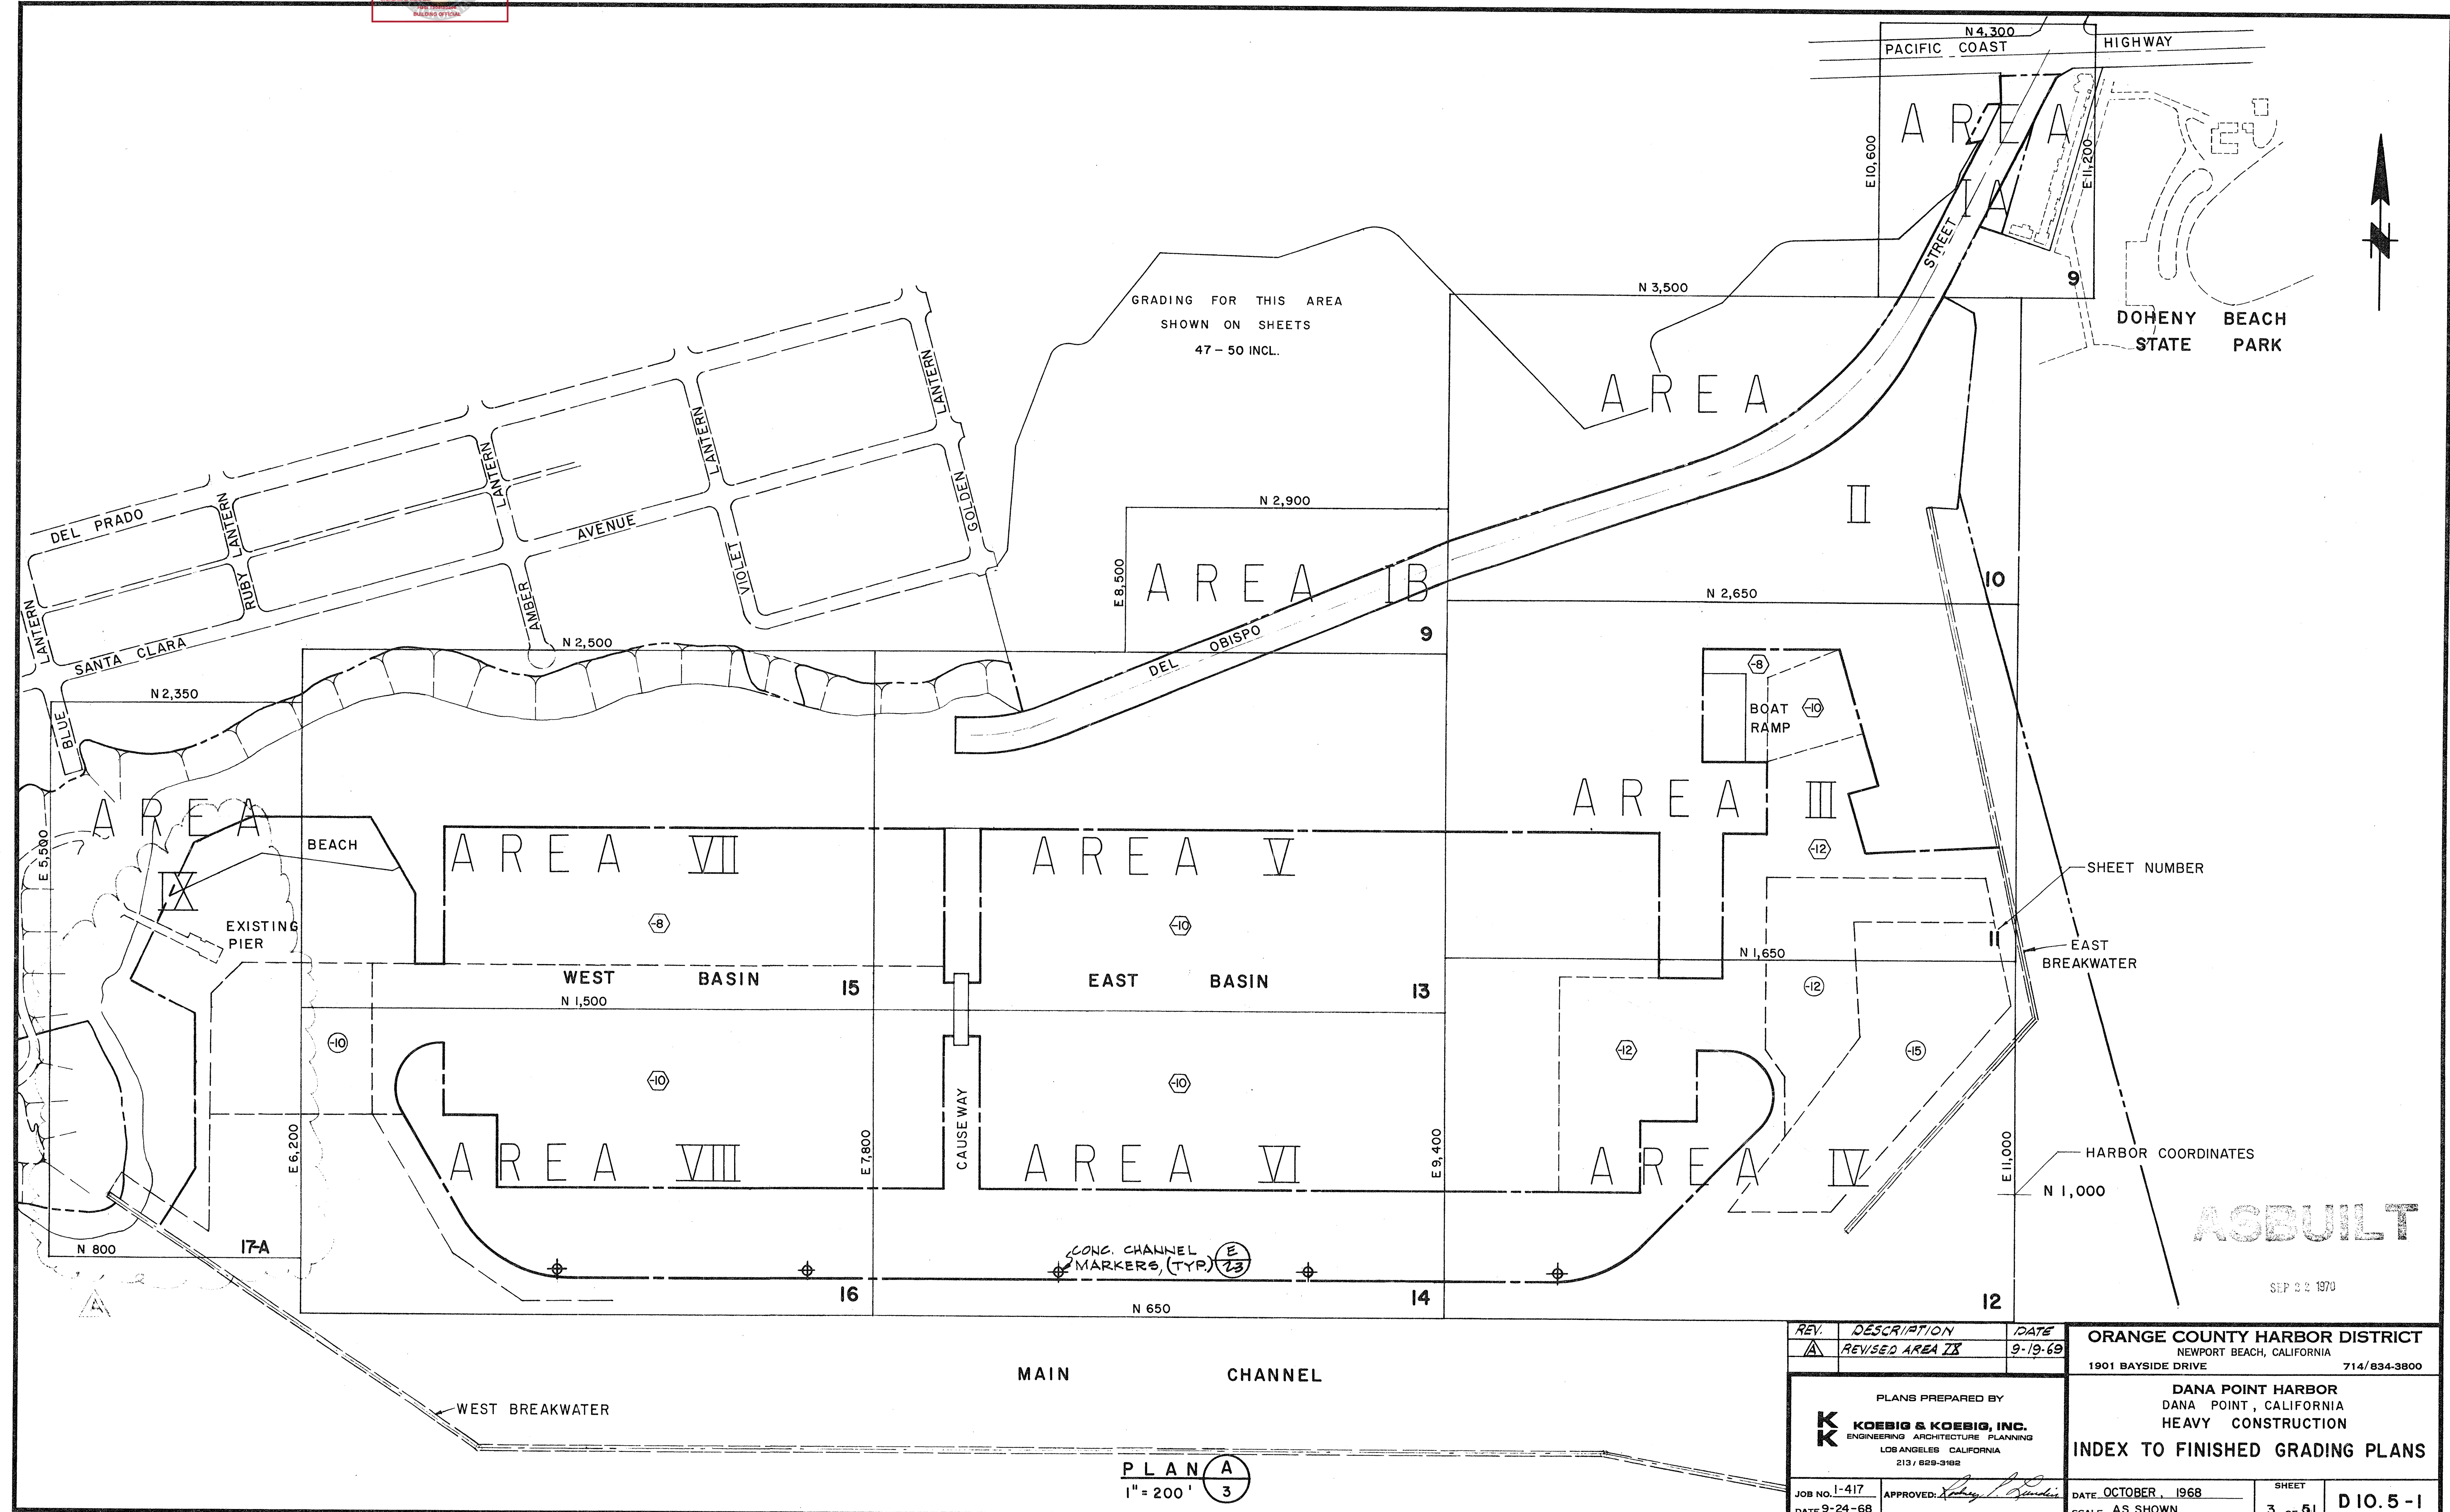 BUILDING OFFICIAL
N 4,300
PACIFIC COAST HIGHWAY
AREA
IA
E 10,600
E 11,200
STREET
9
DOHENY BEACH
STATE PARK
N
GRADING FOR THIS AREA
SHOWN ON SHEETS
47 – 50 INCL.
N 3,500
AREA
II
10
N 2,900
E 8,500
AREA IB
9
N 2,650
DEL OBISPO
DEL PRADO
LANTERN
LANTERN
LANTERN
LANTERN
LANTERN
RUBY
AMBER
VIOLET
GOLDEN
BLUE
AVENUE
SANTA CLARA
N 2,500
N 2,350
-8
BOAT
RAMP
-10
AREA III
-12
AREA
IX
E 5,500
BEACH
EXISTING
PIER
AREA VII
-8
WEST BASIN
15
N 1,500
AREA V
-10
EAST BASIN
13
N 1,650
11
SHEET NUMBER
EAST
BREAKWATER
-12
-15
-12
-10
-10
-10
E 6,200
AREA VIII
E 7,800
CAUSEWAY
AREA VI
E 9,400
AREA IV
E 11,000
HARBOR COORDINATES
N 1,000
N 800
17-A
A
CONC. CHANNEL
MARKERS, (TYP.)
E
23
16
14
12
N 650
ASBUILT
SEP 22 1970
MAIN CHANNEL
WEST BREAKWATER
PLAN
1" = 200'
A
3
REV. DESCRIPTION DATE
A REVISED AREA IX 9-19-69
PLANS PREPARED BY
KK
KOEBIG & KOEBIG, INC.
ENGINEERING ARCHITECTURE PLANNING
LOS ANGELES CALIFORNIA
213 / 629-3182
JOB NO. 1-417
APPROVED:
DATE 9-24-68
ORANGE COUNTY HARBOR DISTRICT
NEWPORT BEACH, CALIFORNIA
1901 BAYSIDE DRIVE 714/834-3800
DANA POINT HARBOR
DANA POINT, CALIFORNIA
HEAVY CONSTRUCTION
INDEX TO FINISHED GRADING PLANS
DATE OCTOBER, 1968
SCALE AS SHOWN
SHEET
3 OF 51
D 10.5-1